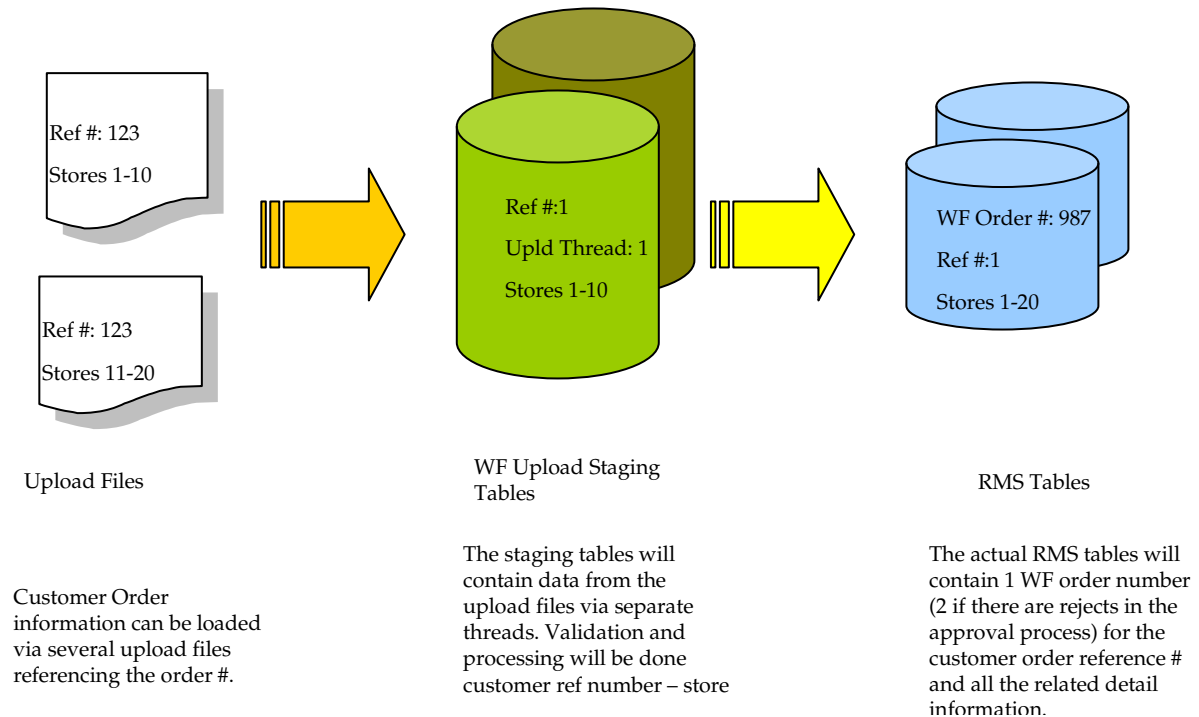 Ref #: 123
Stores 1-10
Ref #: 123
Stores 11-20
Ref #:1
Upld Thread: 1
Stores 1-10
WF Order #: 987
Ref #:1
Stores 1-20
Upload Files
WF Upload Staging
Tables
RMS Tables
Customer Order
information can be loaded
via several upload files
referencing the order #.
The staging tables will
contain data from the
upload files via separate
threads. Validation and
processing will be done
customer ref number – store
The actual RMS tables will
contain 1 WF order number
(2 if there are rejects in the
approval process) for the
customer order reference #
and all the related detail
information.